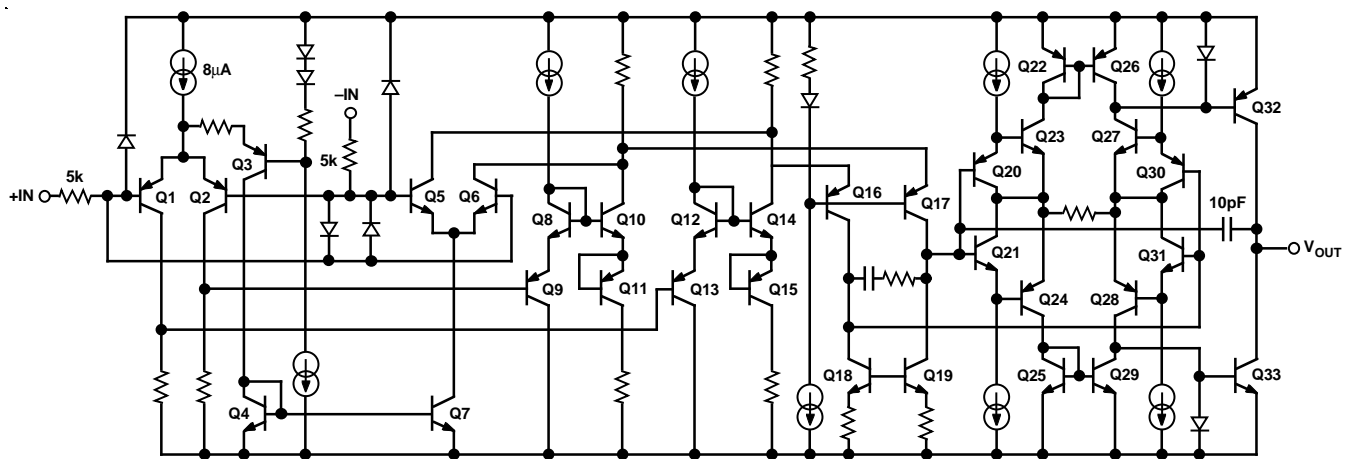 8μA
–IN
5k
+IN
5k
Q1
Q2
Q3
Q4
Q5
Q6
Q7
Q8
Q9
Q10
Q11
Q12
Q13
Q14
Q15
Q16
Q17
Q18
Q19
Q20
Q21
Q22
Q23
Q24
Q25
Q26
Q27
Q28
Q29
Q30
Q31
10pF
Q32
Q33
VOUT